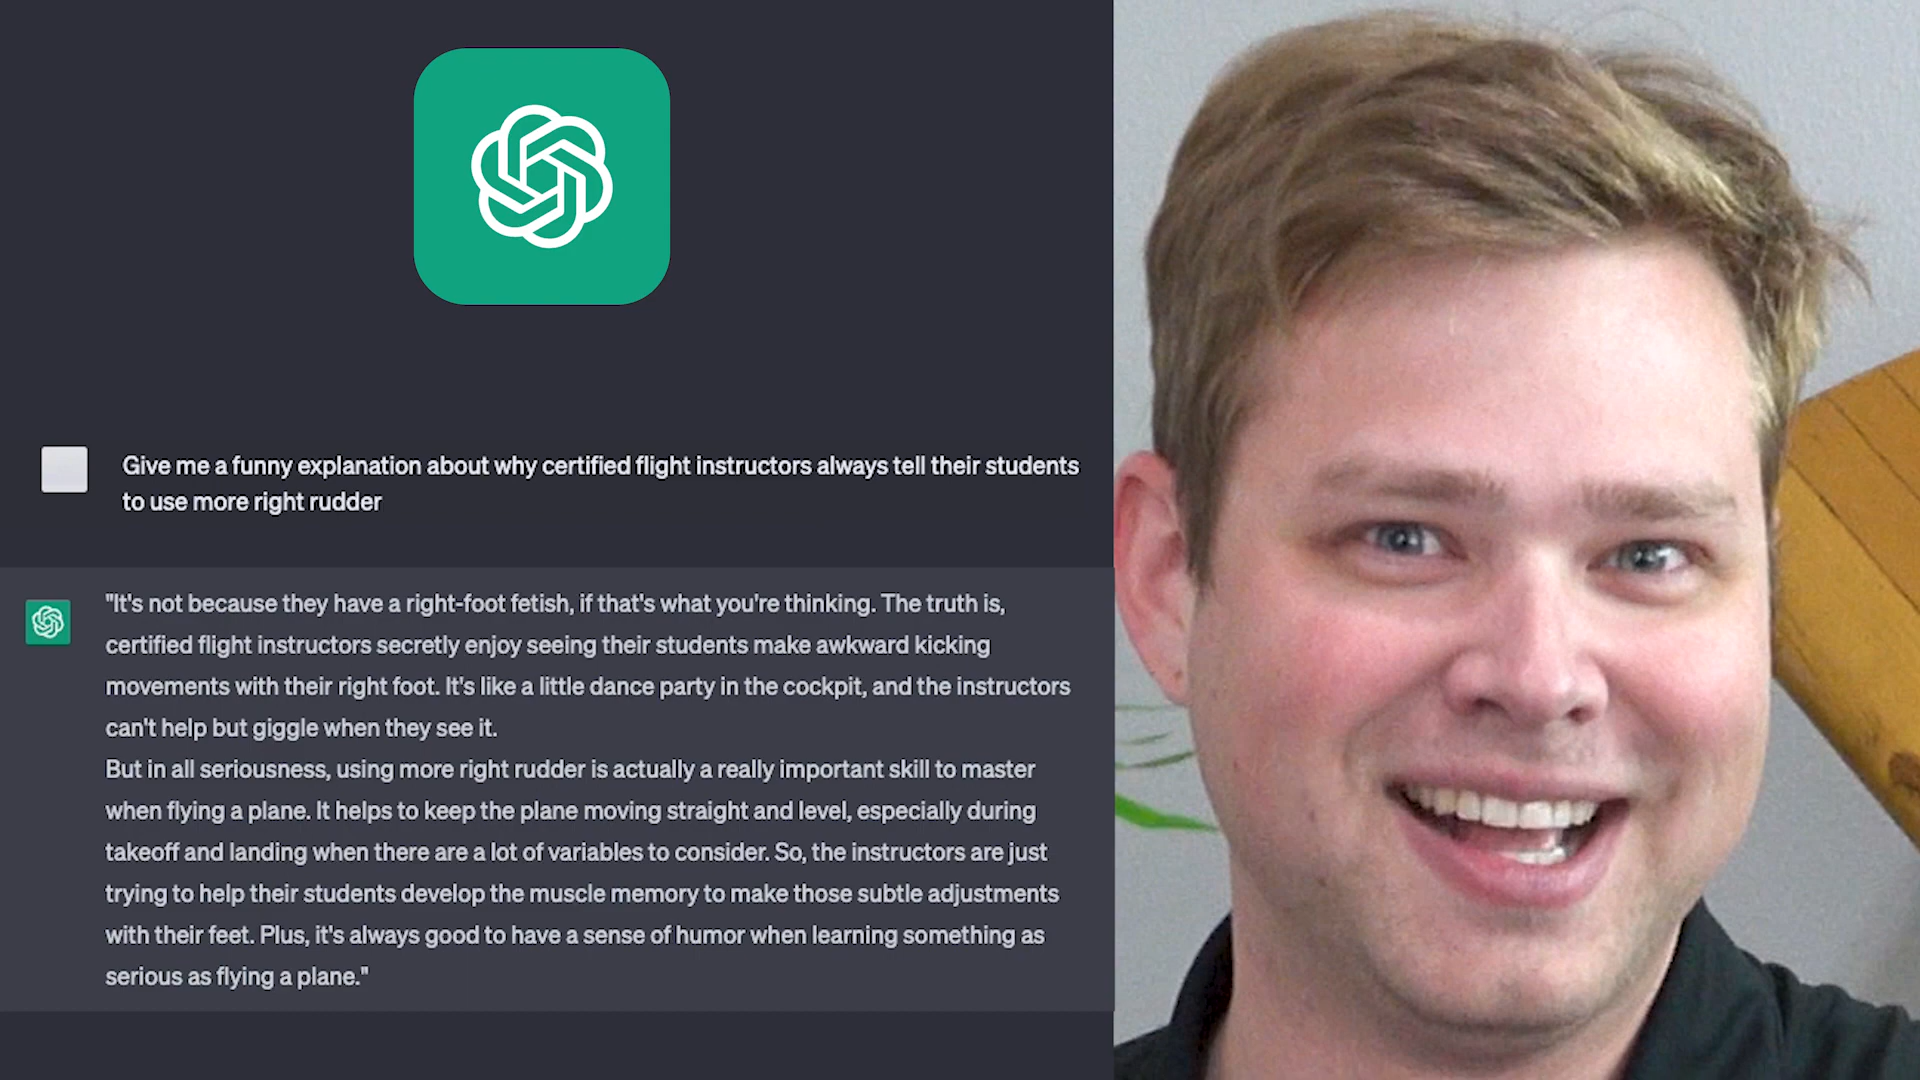 Give me a funny explanation about why certified flight instructors always tell their students
to use more right rudder
"It's not because they have a right-foot fetish, if that's what you're thinking. The truth is,
certified flight instructors secretly enjoy seeing their students make awkward kicking
movements with their right foot. It's like a little dance party in the cockpit, and the instructors
can't help but giggle when they see it.
But in all seriousness, using more right rudder is actually a really important skill to master
when flying a plane. It helps to keep the plane moving straight and level, especially during
takeoff and landing when there are a lot of variables to consider. So, the instructors are just
trying to help their students develop the muscle memory to make those subtle adjustments
with their feet. Plus, it's always good to have a sense of humor when learning something as
serious as flying a plane."